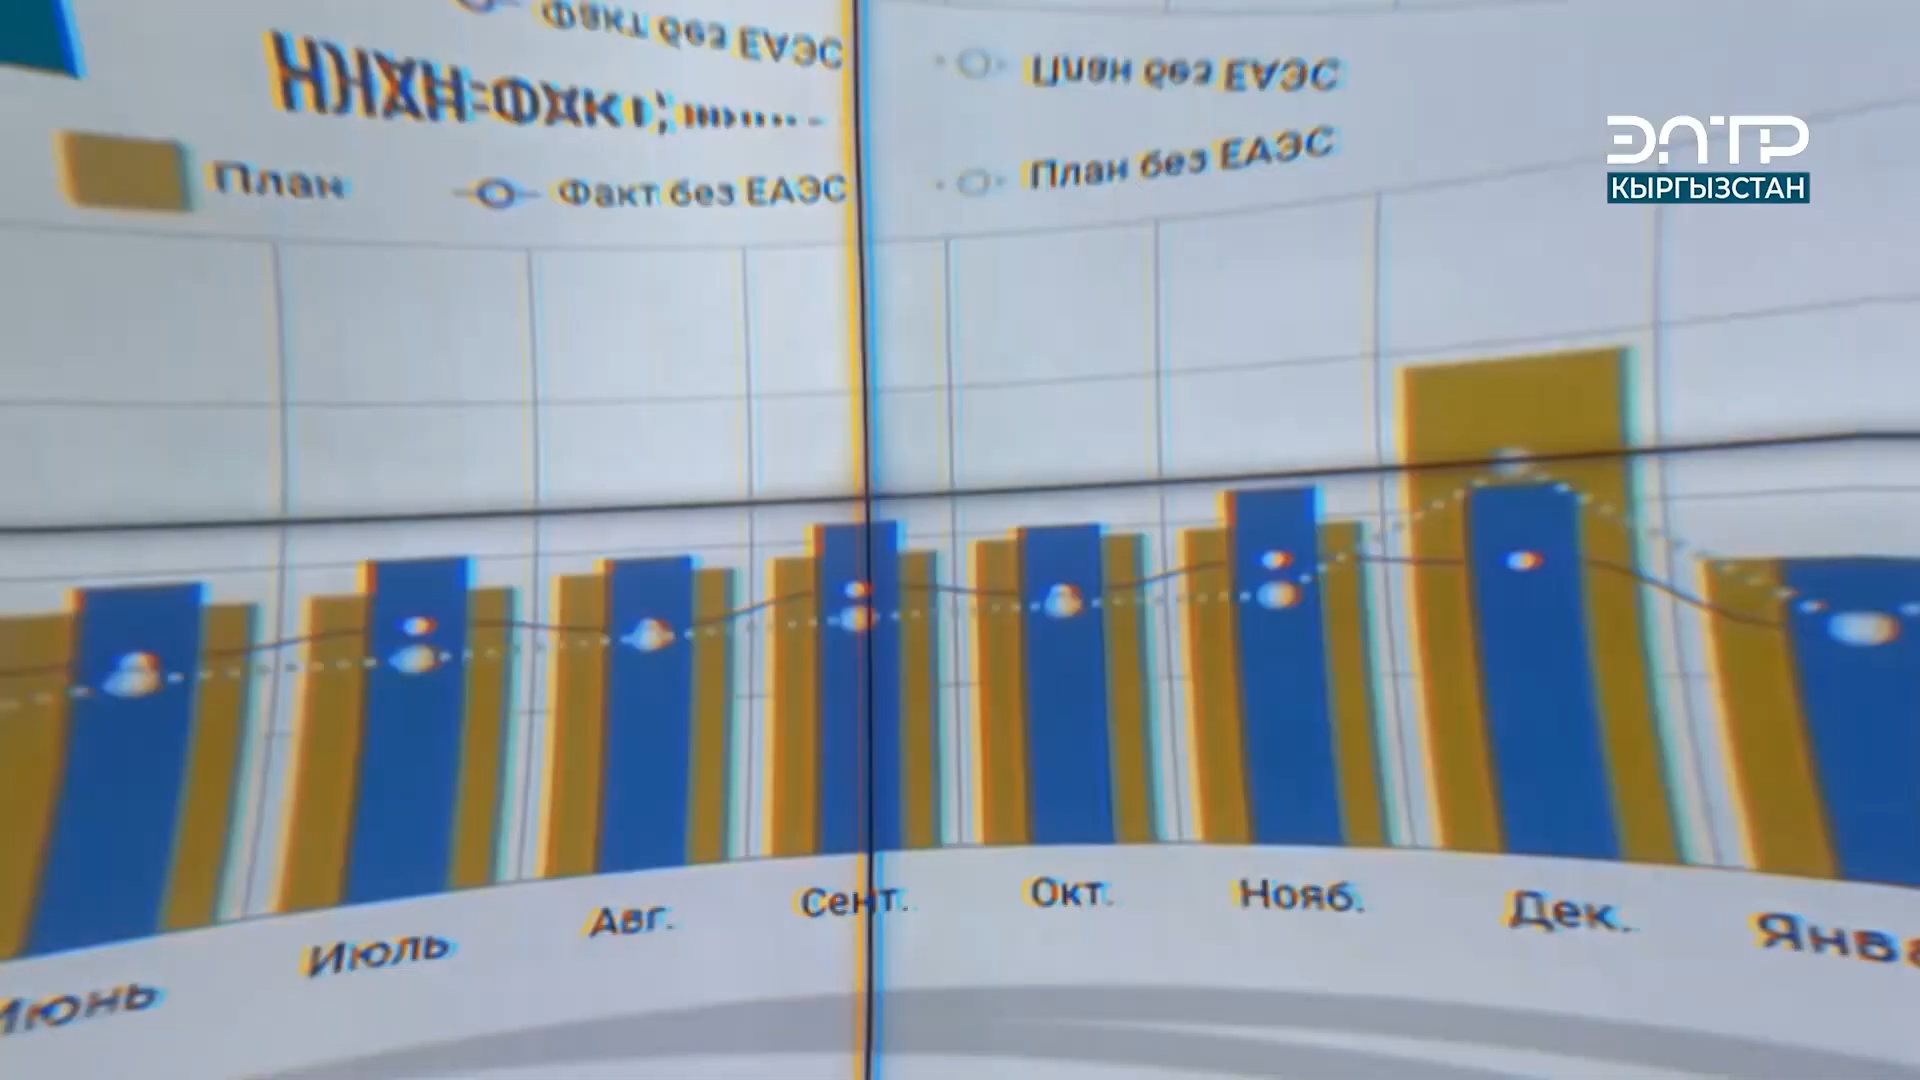 Факт без ЕАЭС
План без ЕАЭС
ЭЛТР
КЫРГЫЗСТАН
План
Факт без ЕАЭС
План без ЕАЭС
Июнь
Июль
Авг.
Сент.
Окт.
Нояб.
Дек.